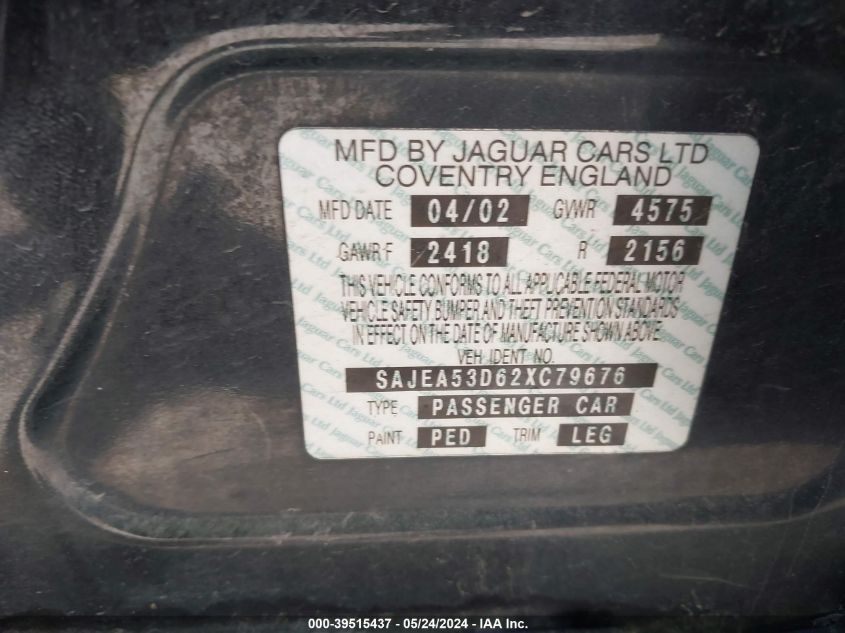 MFD BY JAGUAR CARS LTD
COVENTRY ENGLAND
MFD DATE 04/02 GVWR 4575
GAWR F 2418 R 2156
THIS VEHICLE CONFORMS TO ALL APPLICABLE FEDERAL MOTOR
VEHICLE SAFETY BUMPER AND THEFT PREVENTION STANDARDS
IN EFFECT ON THE DATE OF MANUFACTURE SHOWN ABOVE
VEH IDENT NO.
SAJEA53D62XC79676
TYPE PASSENGER CAR
PAINT PED TRIM LEG
000-39515437 - 05/24/2024 - IAA Inc.